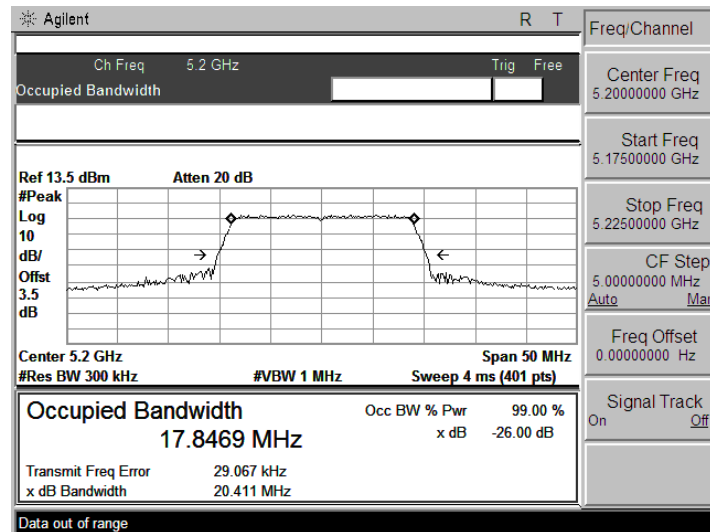 Agilent R T
Freq/Channel
Ch Freq 5.2 GHz Trig Free
Occupied Bandwidth
Center Freq
5.20000000 GHz
Start Freq
5.17500000 GHz
Stop Freq
5.22500000 GHz
CF Step
5.00000000 MHz
Auto Mar
Freq Offset
0.00000000 Hz
Signal Track
On Off
Ref 13.5 dBm Atten 20 dB
#Peak
Log
10
dB/
Offst
3.5
dB
Center 5.2 GHz Span 50 MHz
#Res BW 300 kHz #VBW 1 MHz Sweep 4 ms (401 pts)
Occupied Bandwidth Occ BW % Pwr 99.00 %
17.8469 MHz x dB -26.00 dB
Transmit Freq Error 29.067 kHz
x dB Bandwidth 20.411 MHz
Data out of range